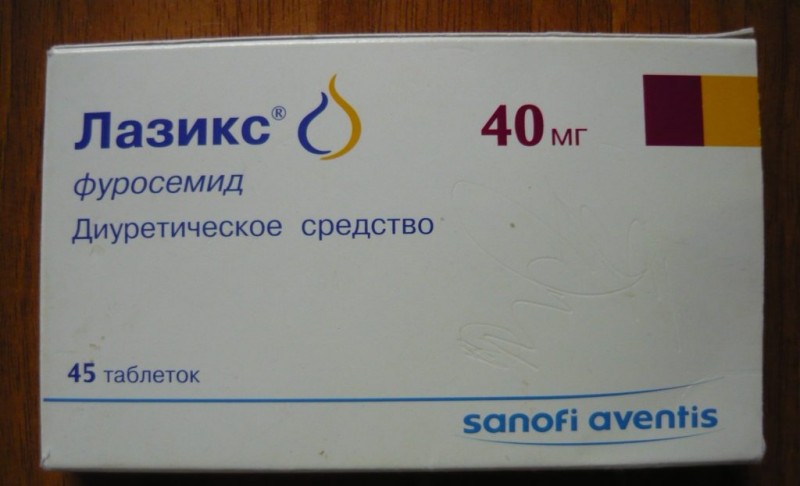 Лазикс®
40 мг
фуросемид
Диуретическое средство
45 таблеток
sanofi aventis